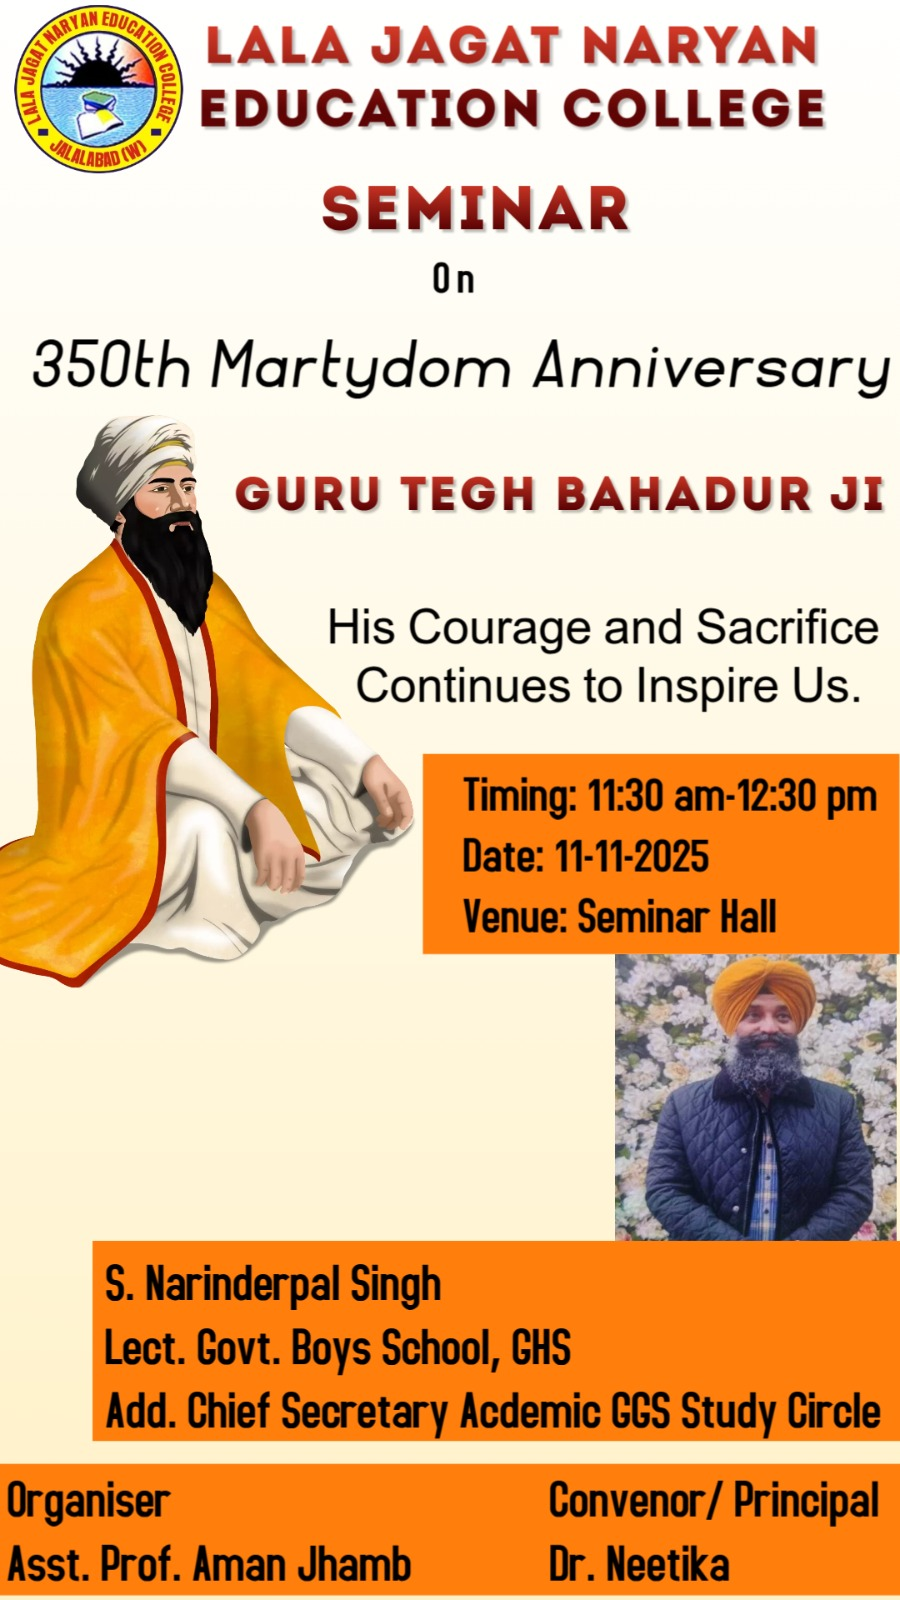 LALA JAGAT NARYAN EDUCATION COLLEGE
JALALABAD (W)
LALA JAGAT NARYAN
EDUCATION COLLEGE
SEMINAR
On
350th Martydom Anniversary
GURU TEGH BAHADUR JI
His Courage and Sacrifice
Continues to Inspire Us.
Timing: 11:30 am-12:30 pm
Date: 11-11-2025
Venue: Seminar Hall
S. Narinderpal Singh
Lect. Govt. Boys School, GHS
Add. Chief Secretary Acdemic GGS Study Circle
Organiser
Asst. Prof. Aman Jhamb
Convenor/ Principal
Dr. Neetika